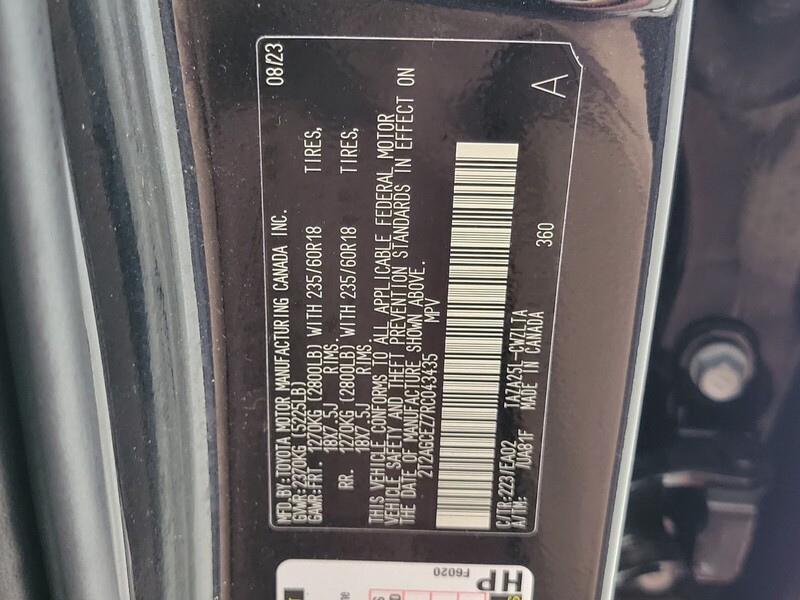 08/23
MFD.BY:TOYOTA MOTOR MANUFACTURING CANADA INC.
GVWR:2370KG (5225LB)
GAWR:FRT. 1270KG (2800LB) WITH 235/60R18 TIRES,
18X7.5J RIMS.
RR. 1270KG (2800LB) WITH 235/60R18 TIRES,
18X7.5J RIMS.
THIS VEHICLE CONFORMS TO ALL APPLICABLE FEDERAL MOTOR
VEHICLE SAFETY AND THEFT PREVENTION STANDARDS IN EFFECT ON
THE DATE OF MANUFACTURE SHOWN ABOVE.
2T2AGCEZ7RC043435 MPV
C/TR:223/EA02 TAZA25L-CWZLTA
A/TM: /UA81F MADE IN CANADA
360
A
HP
F6020